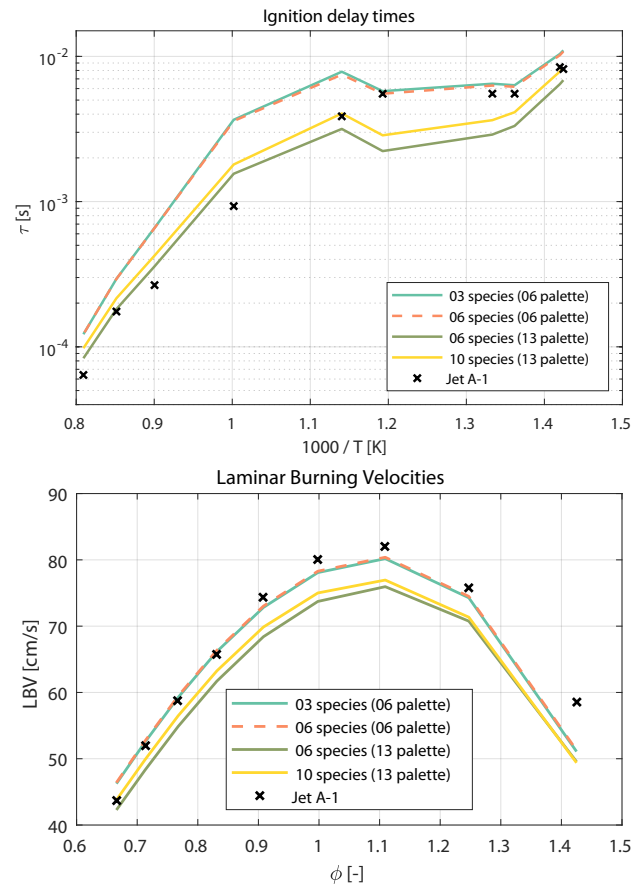 Ignition delay times
10⁻²
10⁻³
10⁻⁴
τ [s]
03 species (06 palette)
06 species (06 palette)
06 species (13 palette)
10 species (13 palette)
Jet A-1
0.8 0.9 1 1.1 1.2 1.3 1.4 1.5
1000 / T [K]
Laminar Burning Velocities
90
80
70
60
50
40
LBV [cm/s]
03 species (06 palette)
06 species (06 palette)
06 species (13 palette)
10 species (13 palette)
Jet A-1
0.6 0.7 0.8 0.9 1 1.1 1.2 1.3 1.4 1.5
ϕ [-]